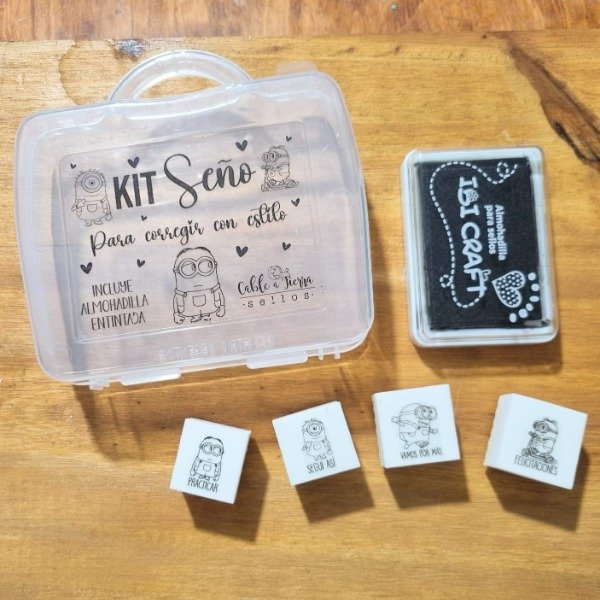 KIT Seño
Para corregir con estilo
INCLUYE
ALMOHADILLA
ENTINTADA
Cable a Tierra
sellos
Almohadilla
para sellos
IBI CRAFT
PRACTICAR
SEGUI ASÍ
VAMOS POR MÁS
FELICITACIONES